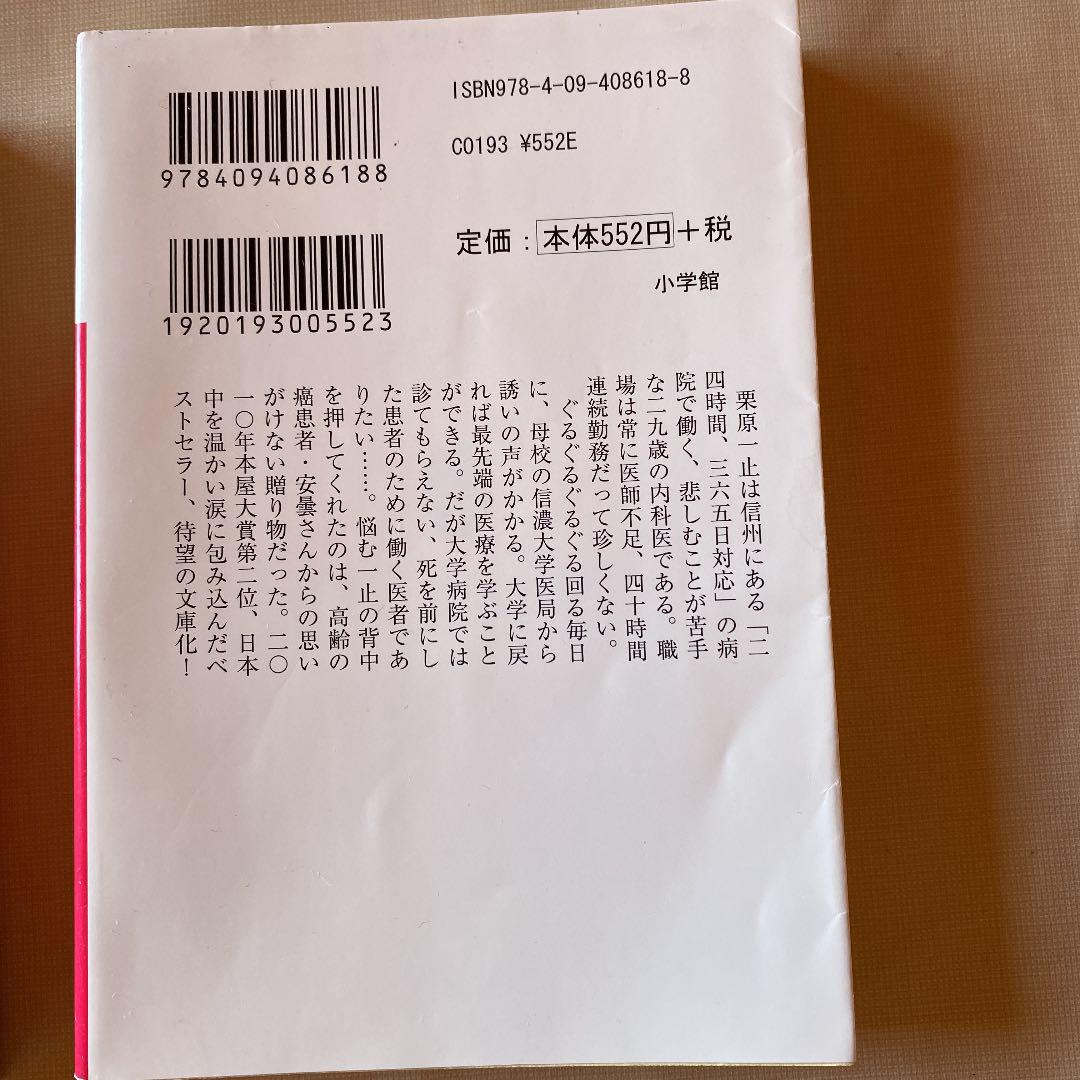 ISBN978-4-09-408618-8
9784094086188
C0193 ¥552E
定価：本体552円＋税
小学館
1920193005523
栗原一止は信州にある「二
四時間、三六五日対応」の病
院で働く、悲しむことが苦手
な二九歳の内科医である。職
場は常に医師不足、四十時間
連続勤務だって珍しくない。
ぐるぐるぐるぐる回る毎日
に、母校の信濃大学医局から
誘いの声がかかる。大学に戻
れば最先端の医療を学ぶこと
ができる。だが大学病院では
診てもらえない、死を前にし
た患者のために働く医者であ
りたい……。悩む一止の背中
を押してくれたのは、高齢の
癌患者・安曇さんからの思い
がけない贈り物だった。二〇
一〇年本屋大賞第二位、日本
中を温かい涙に包み込んだベ
ストセラー、待望の文庫化！